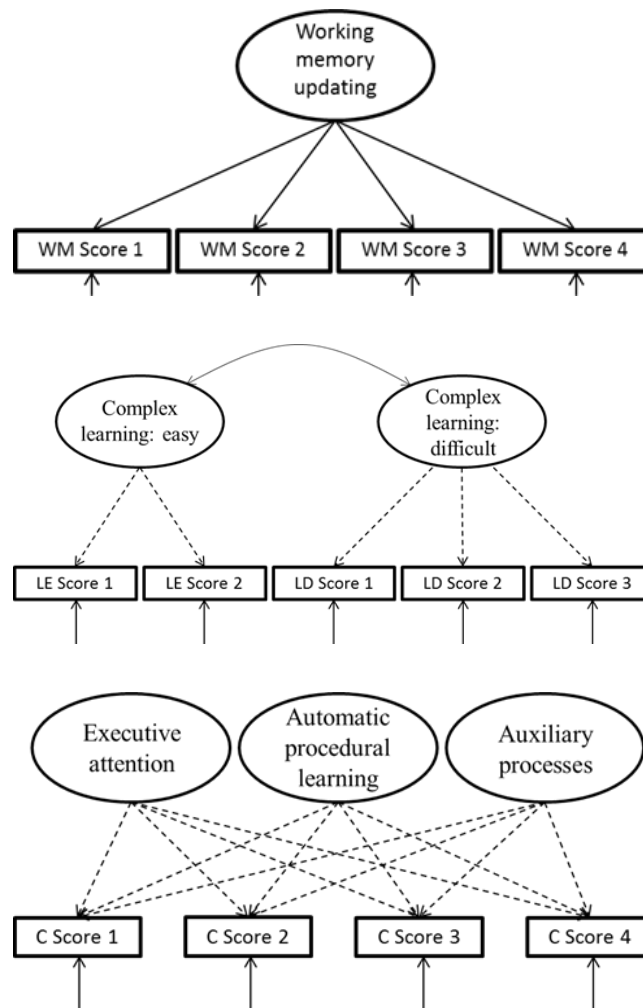 Working
memory
updating
WM Score 1 WM Score 2 WM Score 3 WM Score 4
Complex
learning: easy
Complex
learning:
difficult
LE Score 1 LE Score 2 LD Score 1 LD Score 2 LD Score 3
Executive
attention
Automatic
procedural
learning
Auxiliary
processes
C Score 1 C Score 2 C Score 3 C Score 4